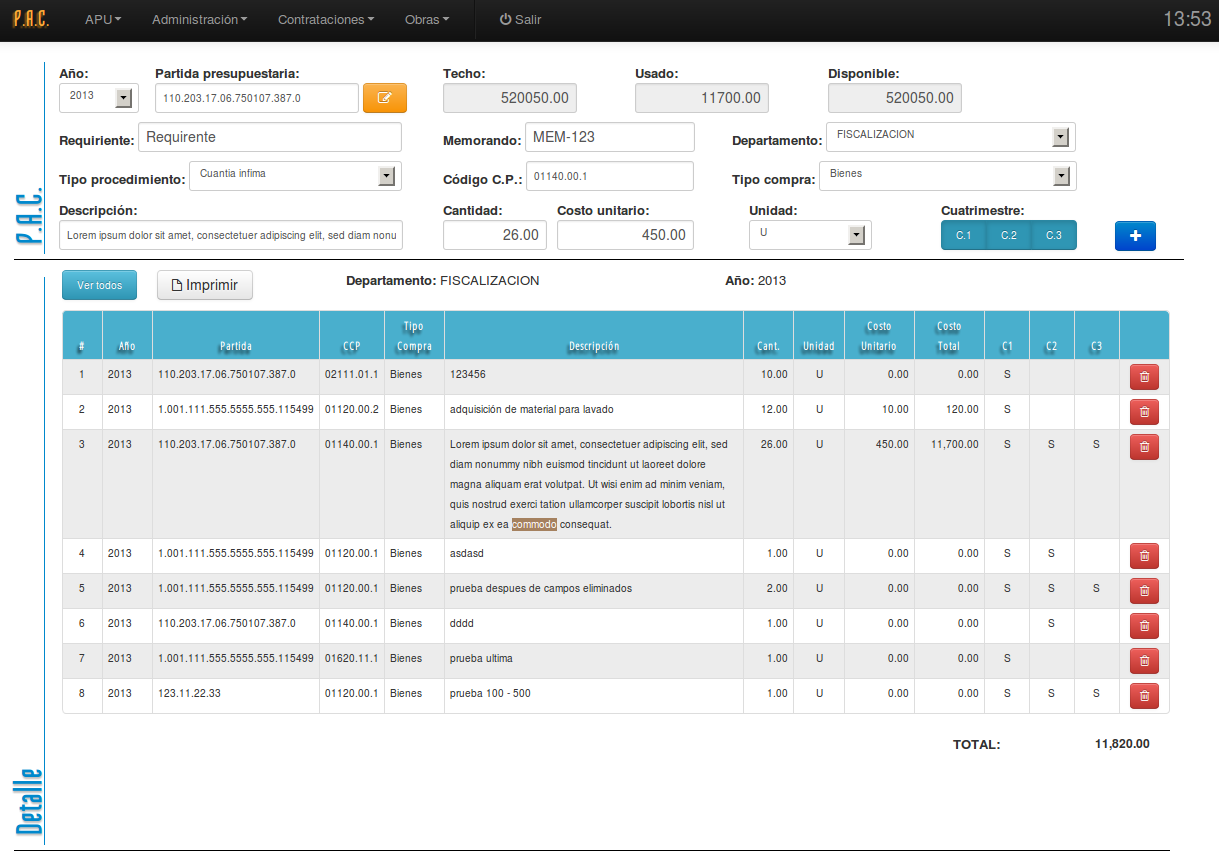 P.A.C. APU Administración Contrataciones Obras Salir 13:53
Año: Partida presupuestaria: Techo: Usado: Disponible:
2013 110.203.17.06.750107.387.0 520050.00 11700.00 520050.00
Requiriente: Requirente Memorando: MEM-123 Departamento: FISCALIZACION
Tipo procedimiento: Cuantia infima Código C.P.: 01140.00.1 Tipo compra: Bienes
P.A.C.
Descripción: Cantidad: Costo unitario: Unidad: Cuatrimestre:
Lorem ipsum dolor sit amet, consectetuer adipiscing elit, sed diam nonu 26.00 450.00 U C.1 C.2 C.3 +
Ver todos Imprimir Departamento: FISCALIZACION Año: 2013
# Año Partida CCP Tipo Compra Descripción Cant. Unidad Costo Unitario Costo Total C1 C2 C3
1 2013 110.203.17.06.750107.387.0 02111.01.1 Bienes 123456 10.00 U 0.00 0.00 S
2 2013 1.001.111.555.5555.555.115499 01120.00.2 Bienes adquisición de material para lavado 12.00 U 10.00 120.00 S
3 2013 110.203.17.06.750107.387.0 01140.00.1 Bienes Lorem ipsum dolor sit amet, consectetuer adipiscing elit, sed 26.00 U 450.00 11,700.00 S S S
diam nonummy nibh euismod tincidunt ut laoreet dolore
magna aliquam erat volutpat. Ut wisi enim ad minim veniam,
quis nostrud exerci tation ullamcorper suscipit lobortis nisl ut
aliquip ex ea commodo consequat.
4 2013 1.001.111.555.5555.555.115499 01120.00.1 Bienes asdasd 1.00 U 0.00 0.00 S S
5 2013 1.001.111.555.5555.555.115499 01120.00.1 Bienes prueba despues de campos eliminados 2.00 U 0.00 0.00 S S S
6 2013 110.203.17.06.750107.387.0 01140.00.1 Bienes dddd 1.00 U 0.00 0.00 S
7 2013 1.001.111.555.5555.555.115499 01620.11.1 Bienes prueba ultima 1.00 U 0.00 0.00 S
8 2013 123.11.22.33 01120.00.1 Bienes prueba 100 - 500 1.00 U 0.00 0.00 S S S
TOTAL: 11,820.00
Detalle